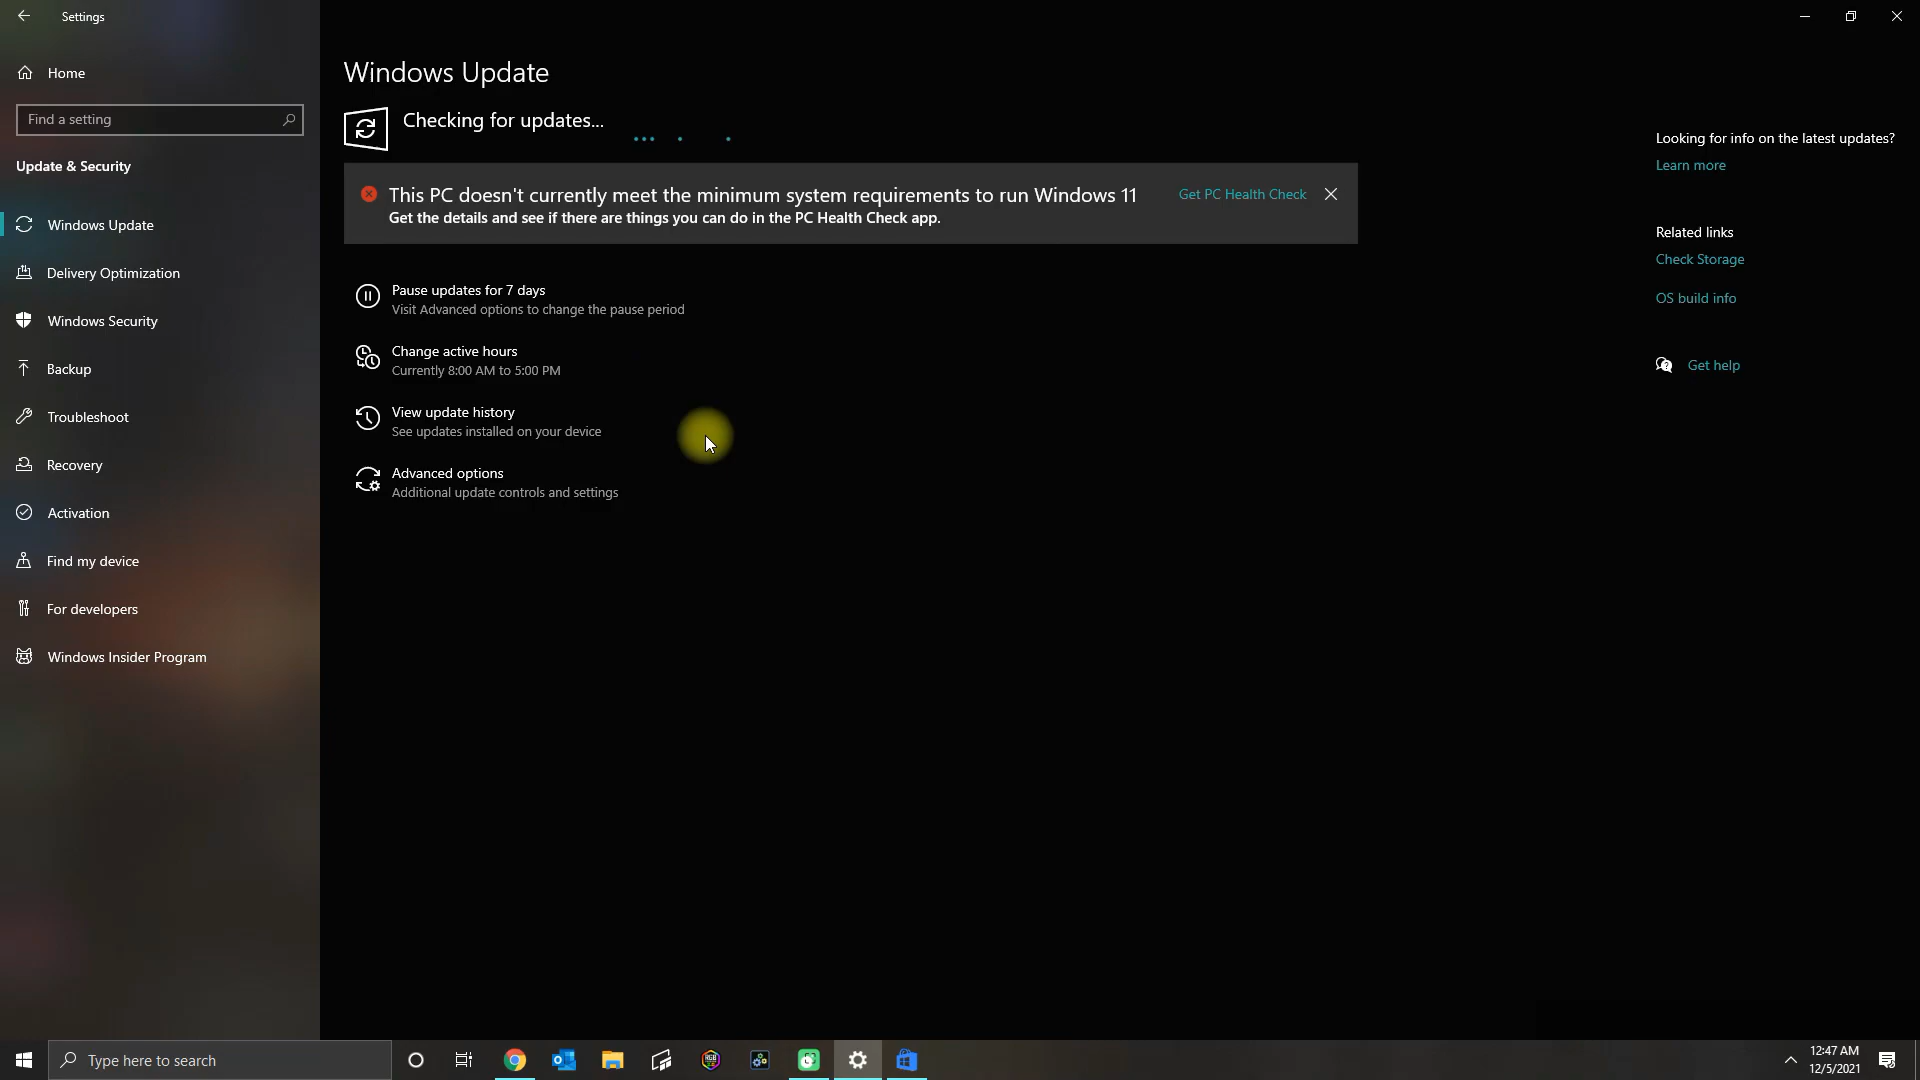 Settings
Home
Find a setting
Update & Security
Windows Update
Delivery Optimization
Windows Security
Backup
Troubleshoot
Recovery
Activation
Find my device
For developers
Windows Insider Program
Windows Update
Checking for updates...
This PC doesn't currently meet the minimum system requirements to run Windows 11
Get the details and see if there are things you can do in the PC Health Check app.
Get PC Health Check
Pause updates for 7 days
Visit Advanced options to change the pause period
Change active hours
Currently 8:00 AM to 5:00 PM
View update history
See updates installed on your device
Advanced options
Additional update controls and settings
Looking for info on the latest updates?
Learn more
Related links
Check Storage
OS build info
Get help
Type here to search
12:47 AM
12/5/2021